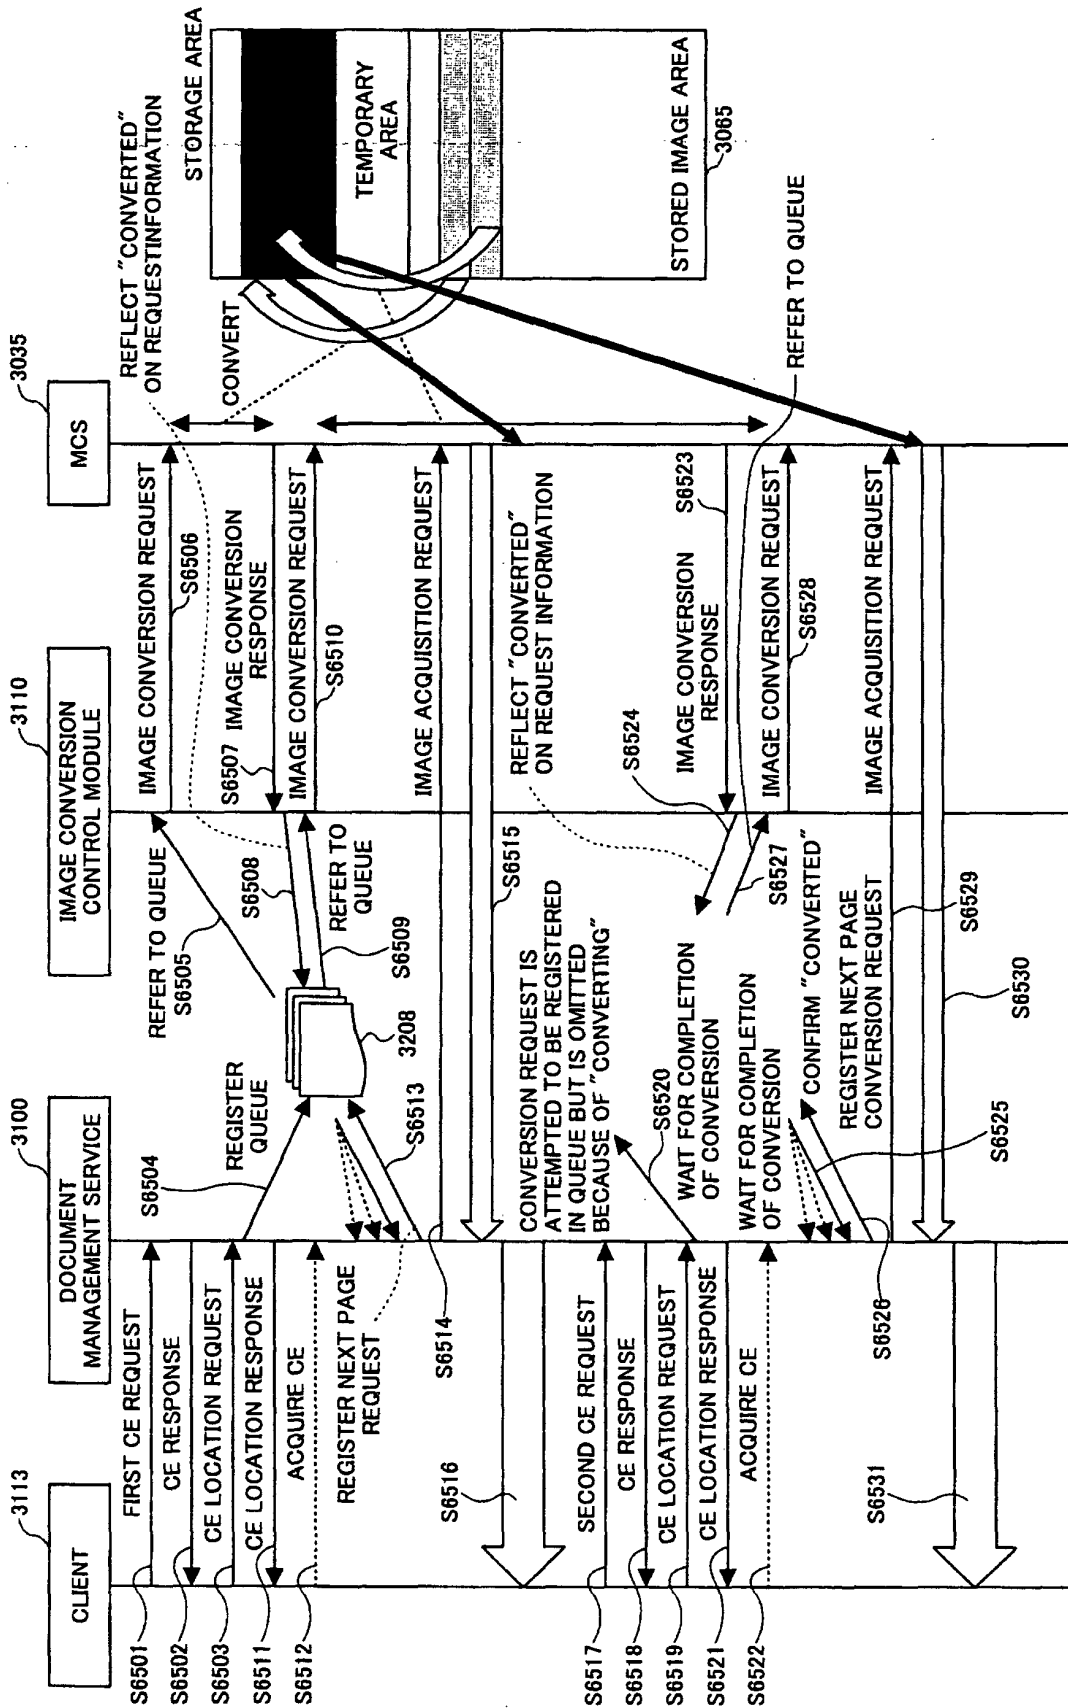 3113
CLIENT
3100
DOCUMENT
MANAGEMENT SERVICE
3110
IMAGE CONVERSION
CONTROL MODULE
3035
MCS
STORAGE AREA
TEMPORARY
AREA
STORED IMAGE AREA
3065
S6501
FIRST CE REQUEST
S6502
CE RESPONSE
S6503
CE LOCATION REQUEST
S6511
CE LOCATION RESPONSE
S6512
ACQUIRE CE
REGISTER NEXT PAGE
REQUEST
S6504
REGISTER
QUEUE
3208
S6505
REFER TO QUEUE
IMAGE CONVERSION REQUEST
S6506
S6507
IMAGE CONVERSION
RESPONSE
S6508
REFER TO
QUEUE
S6509
IMAGE CONVERSION REQUEST
S6510
CONVERT
REFLECT "CONVERTED"
ON REQUESTINFORMATION
S6513
S6514
IMAGE ACQUISITION REQUEST
S6515
S6516
S6517
SECOND CE REQUEST
S6518
CE RESPONSE
S6519
CE LOCATION REQUEST
S6521
CE LOCATION RESPONSE
S6522
ACQUIRE CE
CONVERSION REQUEST IS
ATTEMPTED TO BE REGISTERED
IN QUEUE BUT IS OMITTED
BECAUSE OF "CONVERTING"
S6520
WAIT FOR COMPLETION
OF CONVERSION
WAIT FOR COMPLETION
OF CONVERSION
REFLECT "CONVERTED"
ON REQUEST INFORMATION
S6523
IMAGE CONVERSION
RESPONSE
S6524
S6527
REFER TO QUEUE
IMAGE CONVERSION REQUEST
S6528
CONFIRM "CONVERTED"
S6525
REGISTER NEXT PAGE
CONVERSION REQUEST
S6526
IMAGE ACQUISITION REQUEST
S6529
S6530
S6531